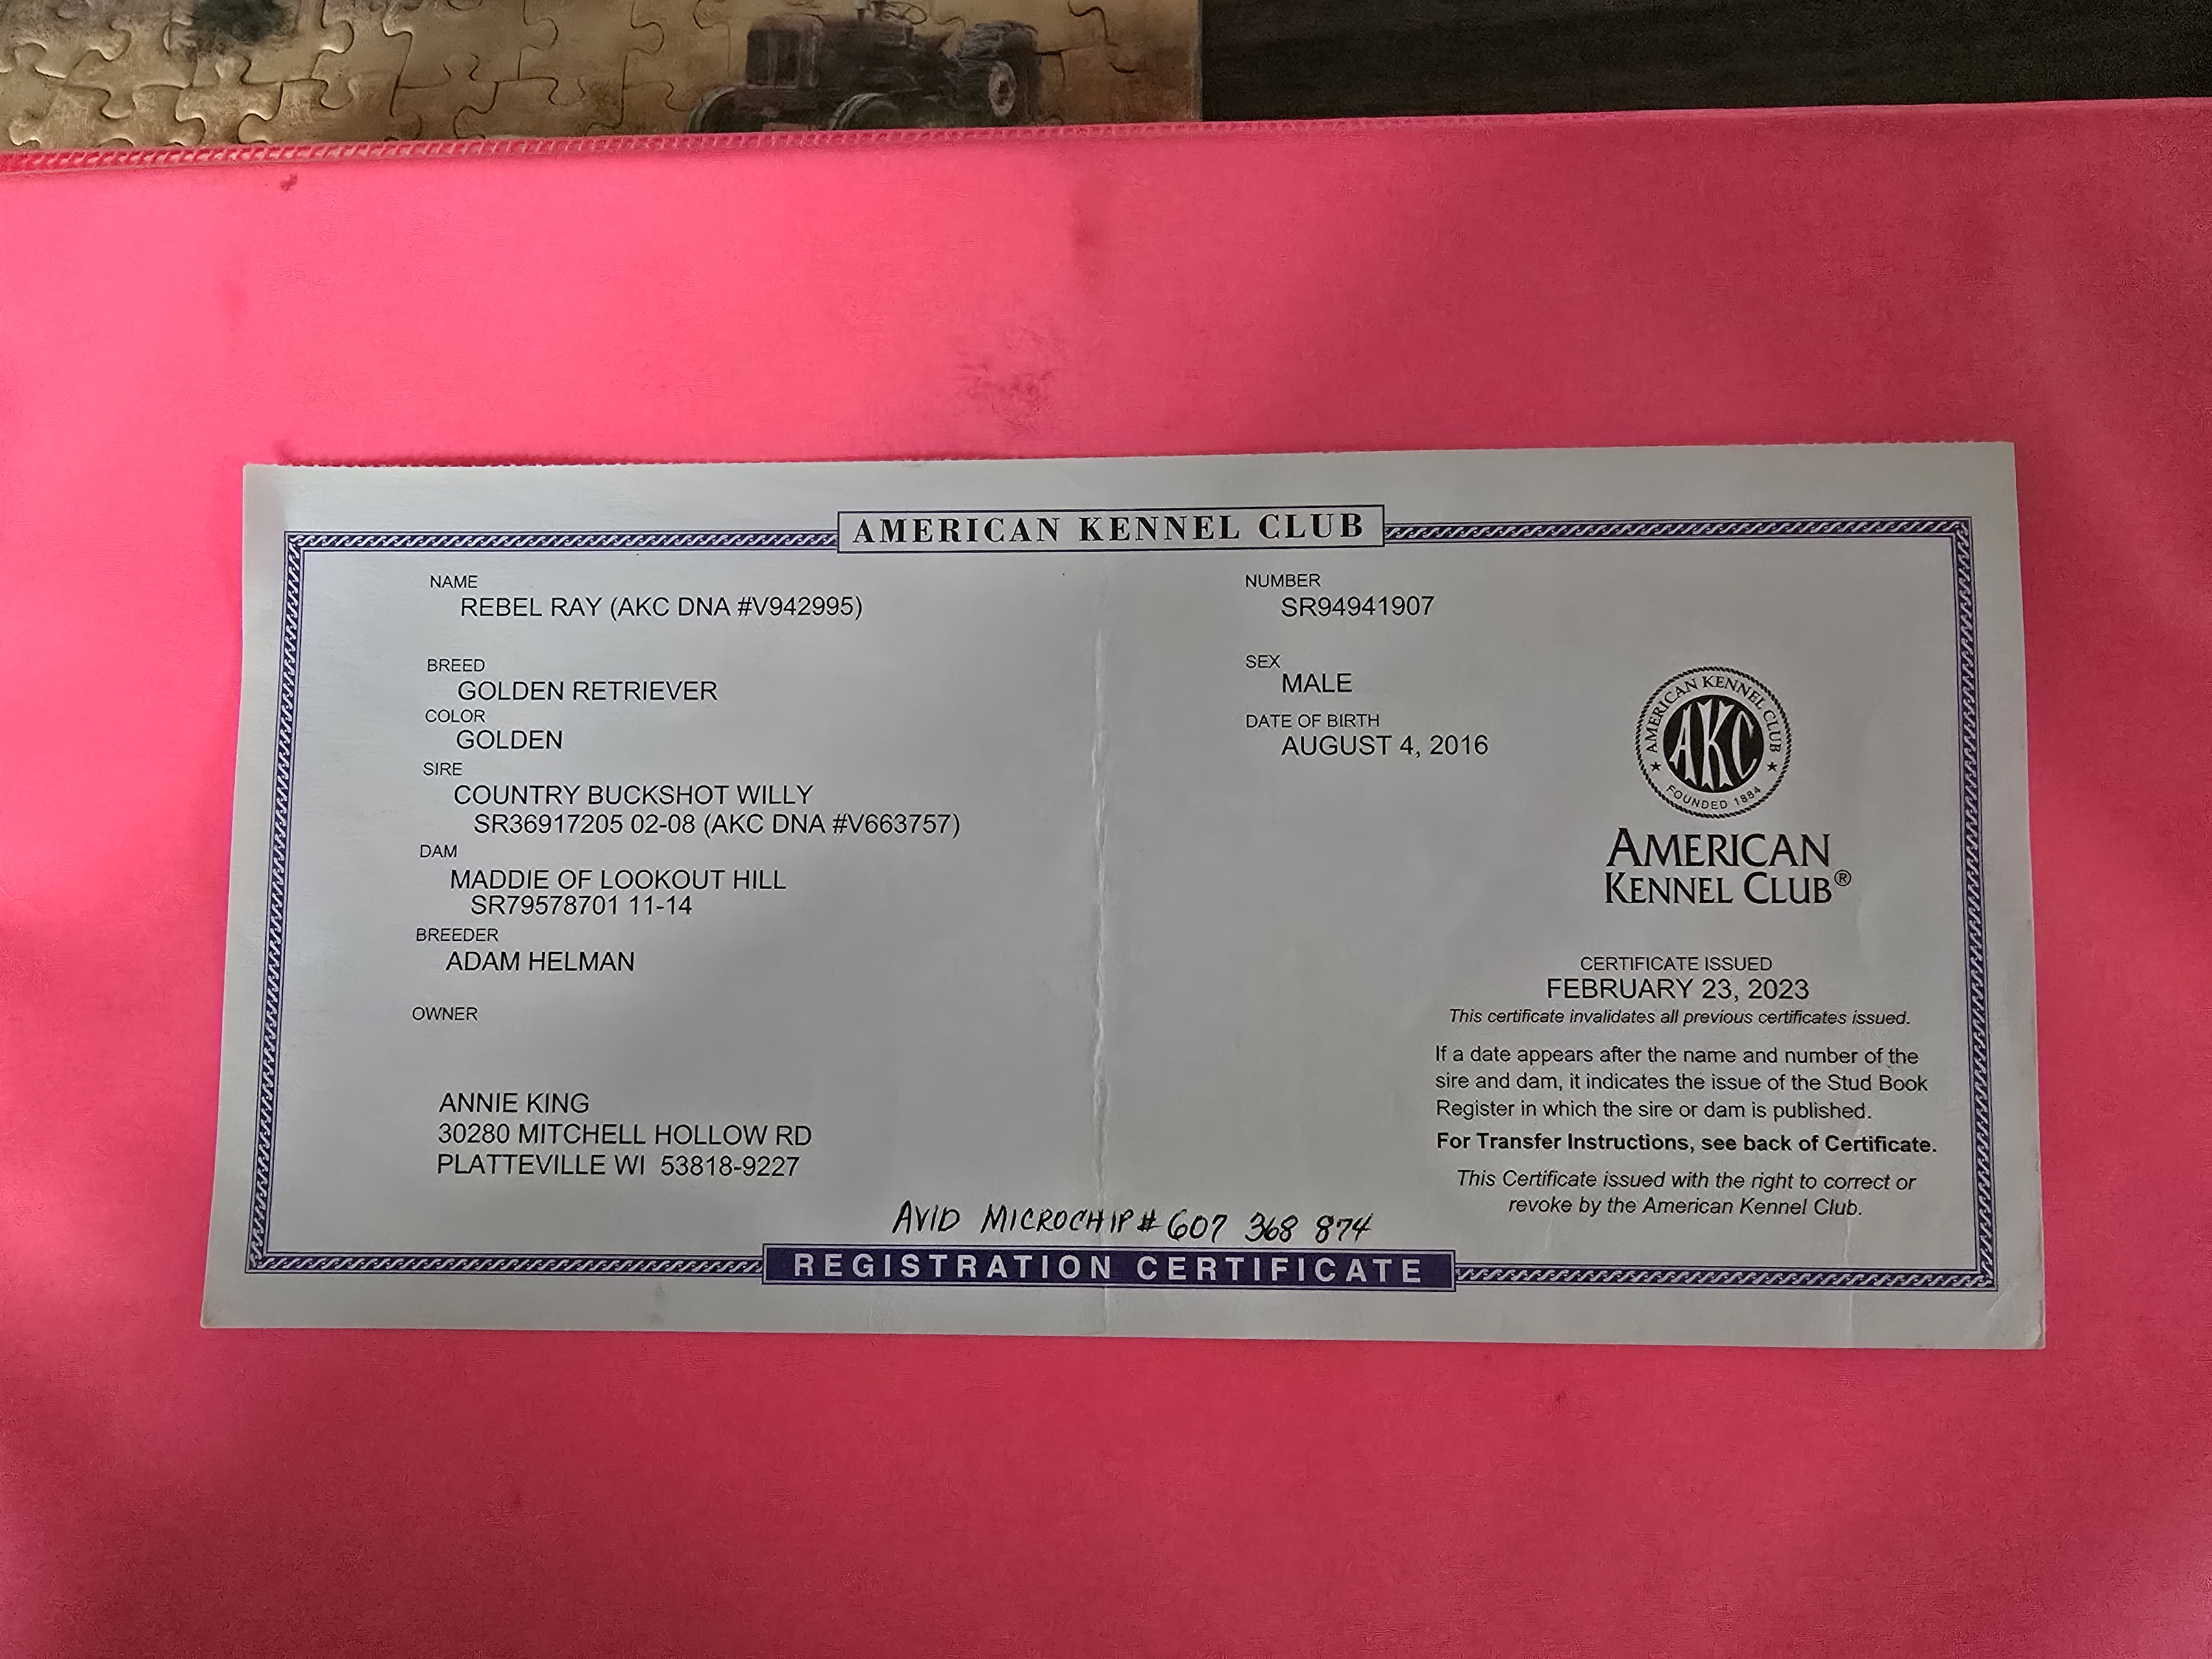 AMERICAN KENNEL CLUB
NAME
REBEL RAY (AKC DNA #V942995)
NUMBER
SR94941907
BREED
GOLDEN RETRIEVER
SEX
MALE
COLOR
GOLDEN
DATE OF BIRTH
AUGUST 4, 2016
SIRE
COUNTRY BUCKSHOT WILLY
SR36917205 02-08 (AKC DNA #V663757)
DAM
MADDIE OF LOOKOUT HILL
SR79578701 11-14
BREEDER
ADAM HELMAN
OWNER
ANNIE KING
30280 MITCHELL HOLLOW RD
PLATTEVILLE WI 53818-9227
AMERICAN KENNEL CLUB
AKC
FOUNDED 1884
AMERICAN
KENNEL CLUB®
CERTIFICATE ISSUED
FEBRUARY 23, 2023
This certificate invalidates all previous certificates issued.
If a date appears after the name and number of the
sire and dam, it indicates the issue of the Stud Book
Register in which the sire or dam is published.
For Transfer Instructions, see back of Certificate.
This Certificate issued with the right to correct or
revoke by the American Kennel Club.
AVID MICROCHIP # 607 368 874
REGISTRATION CERTIFICATE